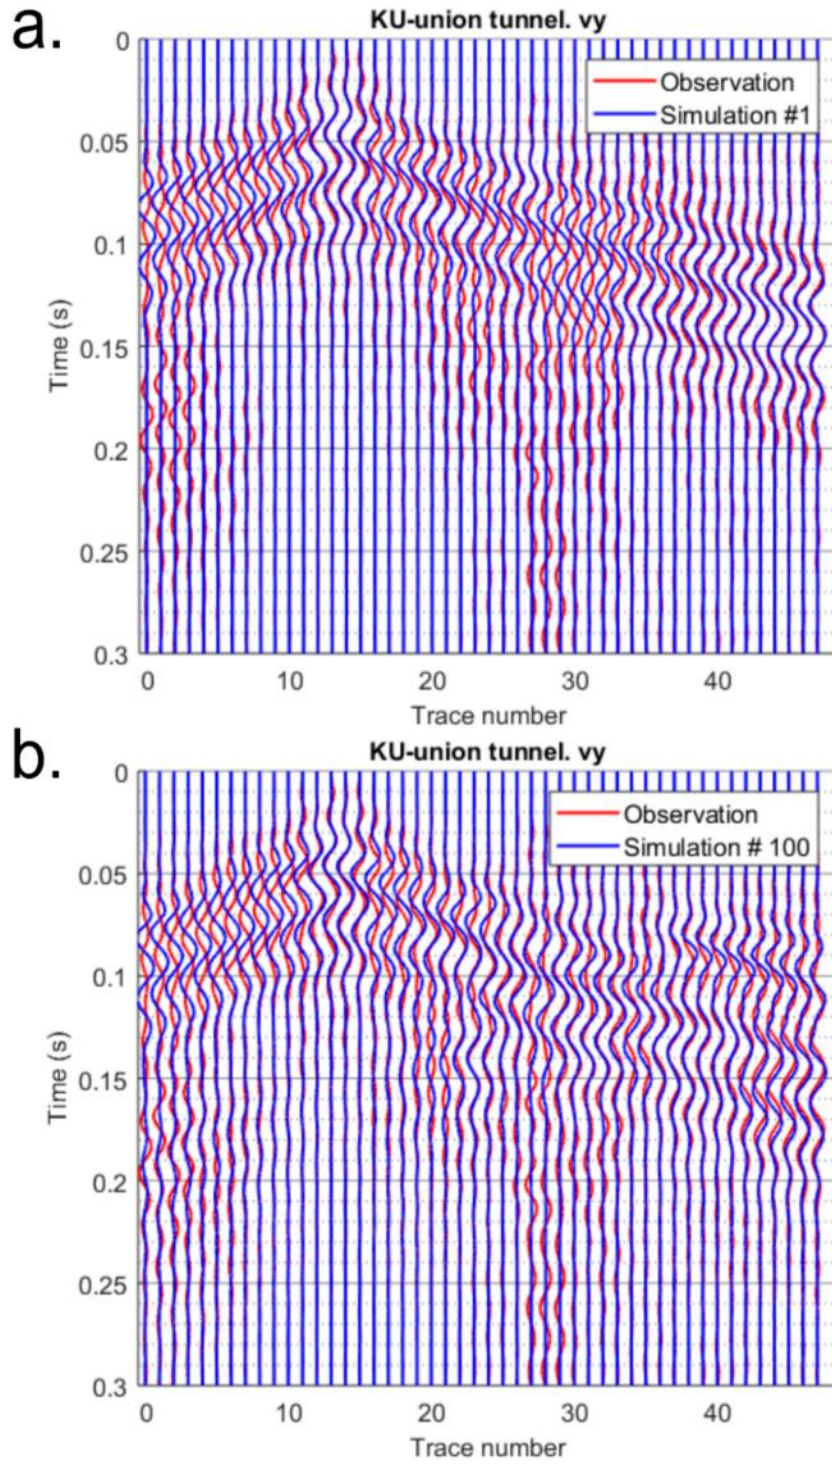 a.
KU-union tunnel. vy
Observation
Simulation #1
0
0.05
0.1
0.15
0.2
0.25
0.3
Time (s)
0 10 20 30 40
Trace number
b.
KU-union tunnel. vy
Observation
Simulation # 100
0
0.05
0.1
0.15
0.2
0.25
0.3
Time (s)
0 10 20 30 40
Trace number